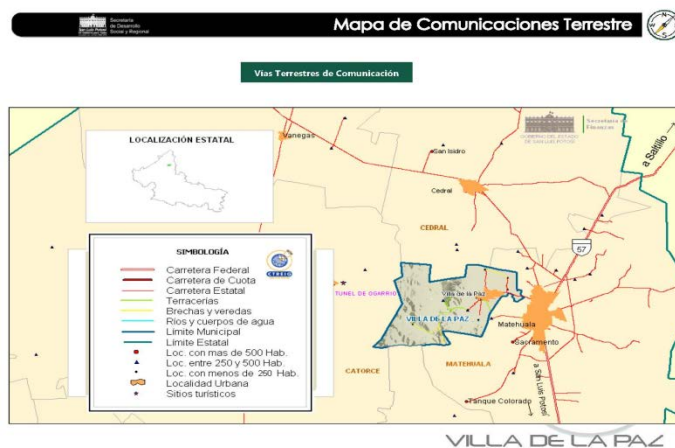 Secretaría
de Desarrollo
Social y Regional
Mapa de Comunicaciones Terrestre
Vías Terrestres de Comunicación
LOCALIZACIÓN ESTATAL
Vanegas
San Isidro
Secretaría de
Finanzas
GOBIERNO DEL ESTADO
DE SAN LUIS POTOSI
a Saltillo
Cedral
CEDRAL
57
SIMBOLOGÍA
Carretera Federal
Carretera de Cuota
Carretera Estatal
Terracerias
Brechas y veredas
Rios y cuerpos de agua
Límite Municipal
Límite Estatal
Loc. con mas de 500 Hab.
Loc. entre 250 y 500 Hab.
Loc. con menos de 250 Hab.
Localidad Urbana
Sitios turísticos
TUNEL DE OGARRIO
Villa de la Paz
VILLA DE LA PAZ
Matehuala
Sacramento
CATORCE
MATEHUALA
a San Luis Potosí
Tanque Colorado
VILLA DE LA PAZ